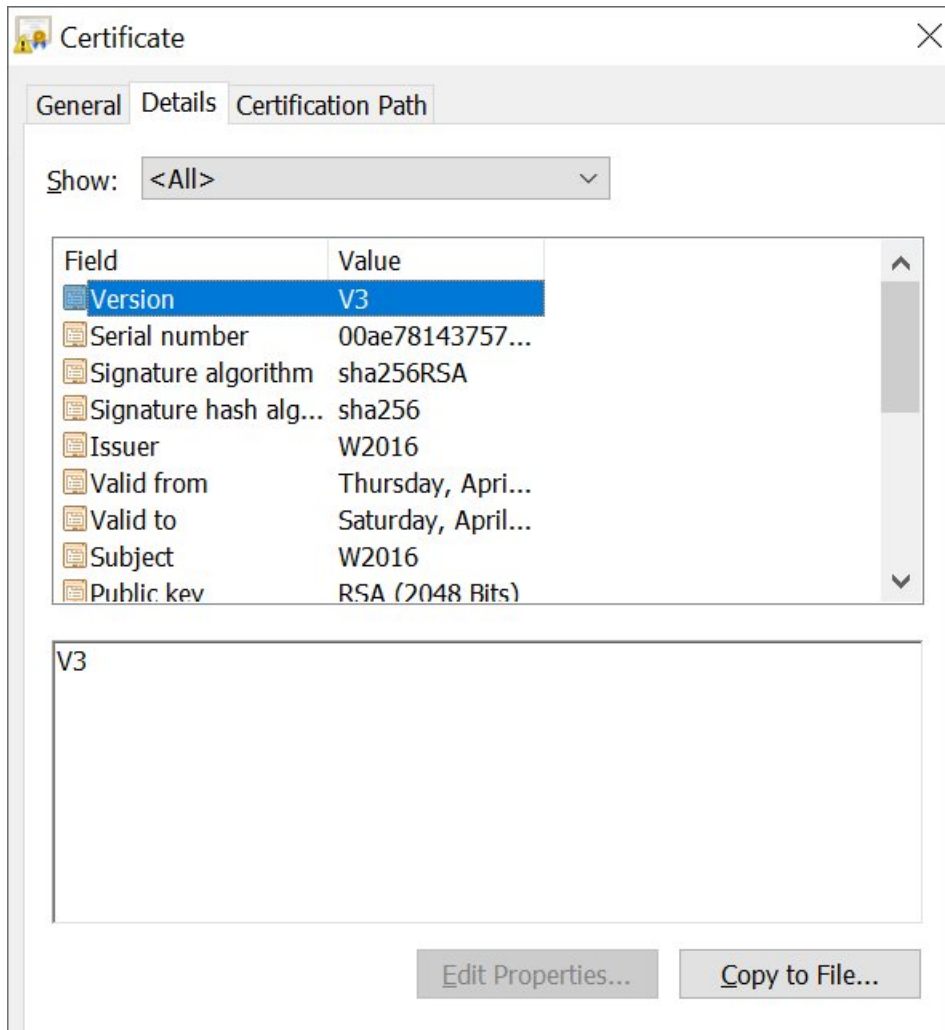 Certificate
General Details Certification Path
Show: <All>
Field Value
Version V3
Serial number 00ae78143757...
Signature algorithm sha256RSA
Signature hash alg... sha256
Issuer W2016
Valid from Thursday, Apri...
Valid to Saturday, April...
Subject W2016
Public key RSA (2048 Bits)
V3
Edit Properties... Copy to File...